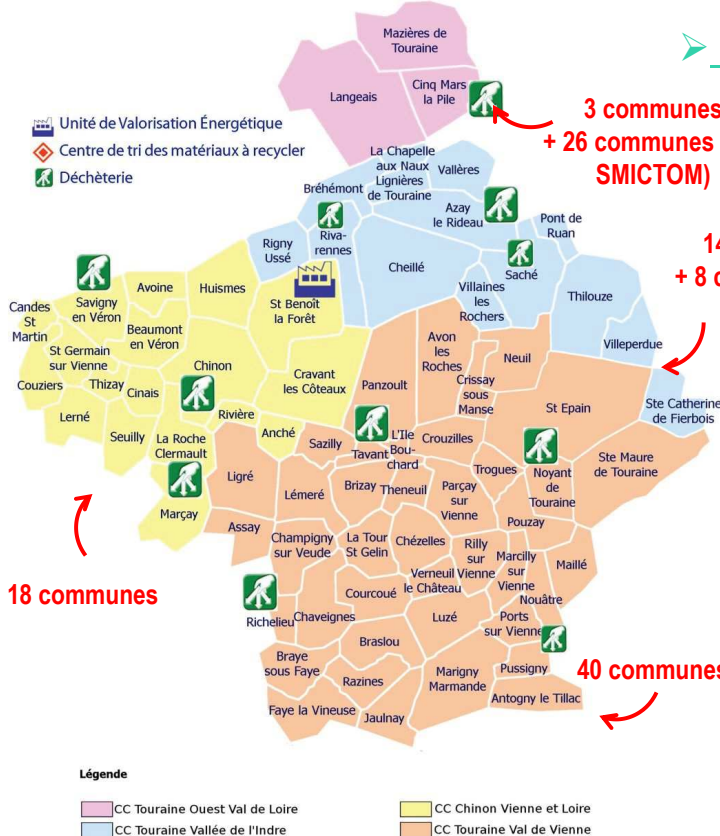 Mazières de
Touraine
Langeais
Cinq Mars
la Pile
3 communes
+ 26 communes
SMICTOM)
Unité de Valorisation Énergétique
Centre de tri des matériaux à recycler
Déchèterie
La Chapelle
aux Naux
Lignières
de Touraine
Vallères
Bréhémont
Azay
le Rideau
Pont de
Ruan
Riva-
rennes
Rigny
Ussé
Cheillé
Saché
14
+ 8 c
Villaines
les
Rochers
Thilouze
Villeperdue
Ste Catherine
de Fierbois
Savigny
en Véron
Avoine
Huismes
St Benoît
la Forêt
Candes
St
Martin
Beaumont
en Véron
St Germain
sur Vienne
Chinon
Cravant
les Côteaux
Couziers
Thizay
Cinais
Rivière
Lerné
Seuilly
La Roche
Clermault
Anché
Marçay
18 communes
Avon
les
Roches
Neuil
Panzoult
Crissay
sous
Manse
St Epain
Ste Maure
de Touraine
Sazilly
Tavant
L'Ile
Bou-
chard
Crouzilles
Trogues
Noyant
de
Touraine
Ligré
Lémeré
Brizay
Theneuil
Parçay
sur
Vienne
Pouzay
Assay
Champigny
sur Veude
La Tour
St Gelin
Chézelles
Rilly
sur
Vienne
Marcilly
sur
Vienne
Maillé
Verneuil
le Château
Nouâtre
Courcoué
Richelieu
Chaveignes
Luzé
Ports
sur Vienne
Braslou
Braye
sous Faye
Razines
Marigny
Marmande
Pussigny
Antogny le Tillac
40 communes
Faye la Vineuse
Jaulnay
Légende
CC Touraine Ouest Val de Loire
CC Chinon Vienne et Loire
CC Touraine Vallée de l'Indre
CC Touraine Val de Vienne